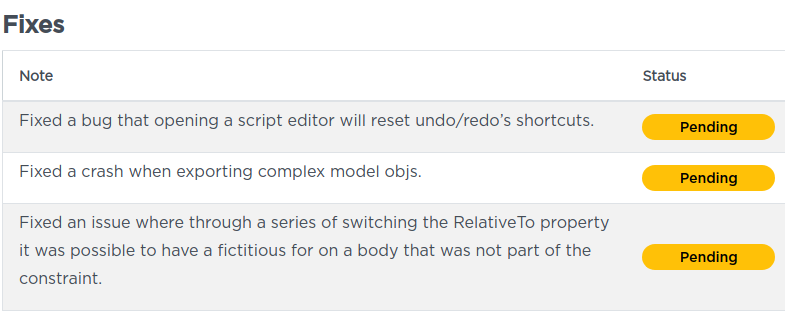 Fixes
Note Status
Fixed a bug that opening a script editor will reset undo/redo’s shortcuts. Pending
Fixed a crash when exporting complex model objs. Pending
Fixed an issue where through a series of switching the RelativeTo property
it was possible to have a fictitious for on a body that was not part of the
constraint.
Pending